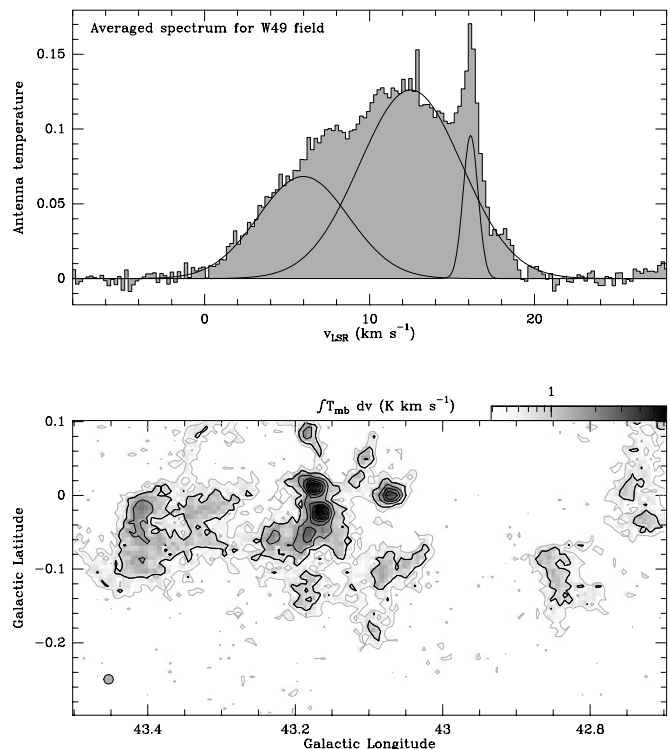 Averaged spectrum for W49 field
0.15
0.1
0.05
0
Antenna temperature
0 10 20
v_LSR (km s⁻¹)
∫T_mb dv (K km s⁻¹)
1
0.1
0
−0.1
−0.2
Galactic Latitude
43.4 43.2 43 42.8
Galactic Longitude